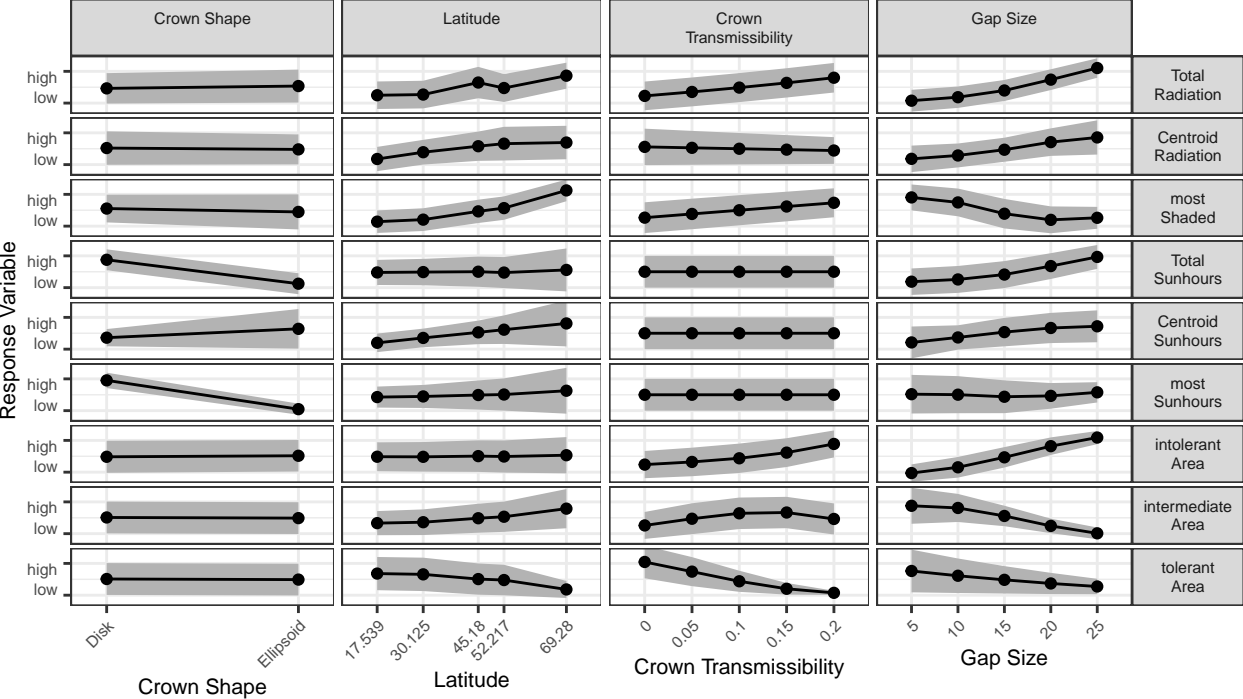 Crown Shape
Latitude
Crown
Transmissibility
Gap Size
Response Variable
high
low
Total
Radiation
high
low
Centroid
Radiation
high
low
most
Shaded
high
low
Total
Sunhours
high
low
Centroid
Sunhours
high
low
most
Sunhours
high
low
intolerant
Area
high
low
intermediate
Area
high
low
tolerant
Area
Disk
Ellipsoid
17.539
30.125
45.18
52.217
69.28
0
0.05
0.1
0.15
0.2
5
10
15
20
25
Crown Shape
Latitude
Crown Transmissibility
Gap Size